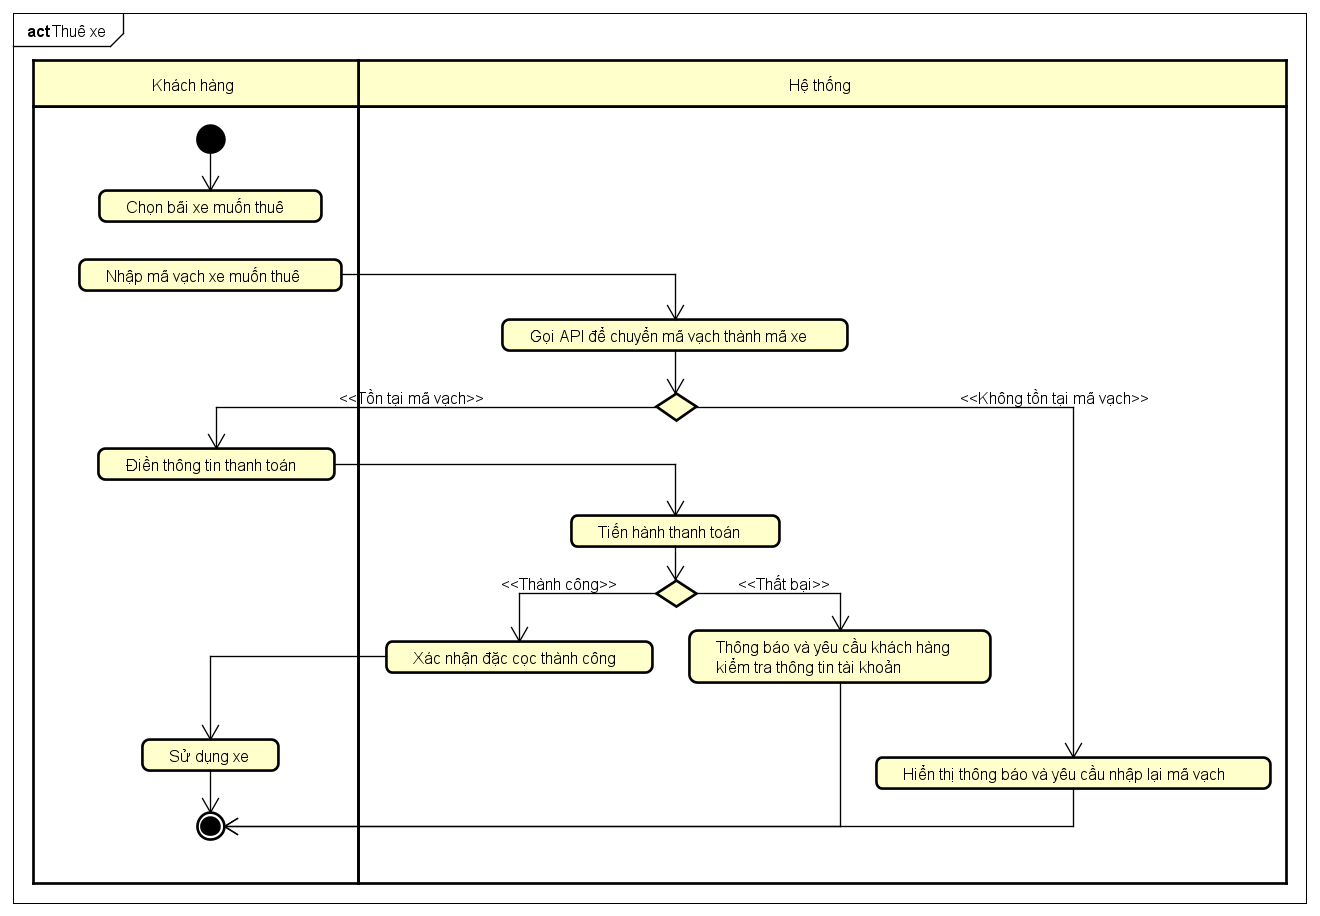 act Thuê xe
Khách hàng
Hệ thống
Chọn bãi xe muốn thuê
Nhập mã vạch xe muốn thuê
Gọi API để chuyển mã vạch thành mã xe
<<Tồn tại mã vạch>>
<<Không tồn tại mã vạch>>
Điền thông tin thanh toán
Tiến hành thanh toán
<<Thành công>>
<<Thất bại>>
Xác nhận đặc cọc thành công
Thông báo và yêu cầu khách hàng
kiểm tra thông tin tài khoản
Sử dụng xe
Hiển thị thông báo và yêu cầu nhập lại mã vạch